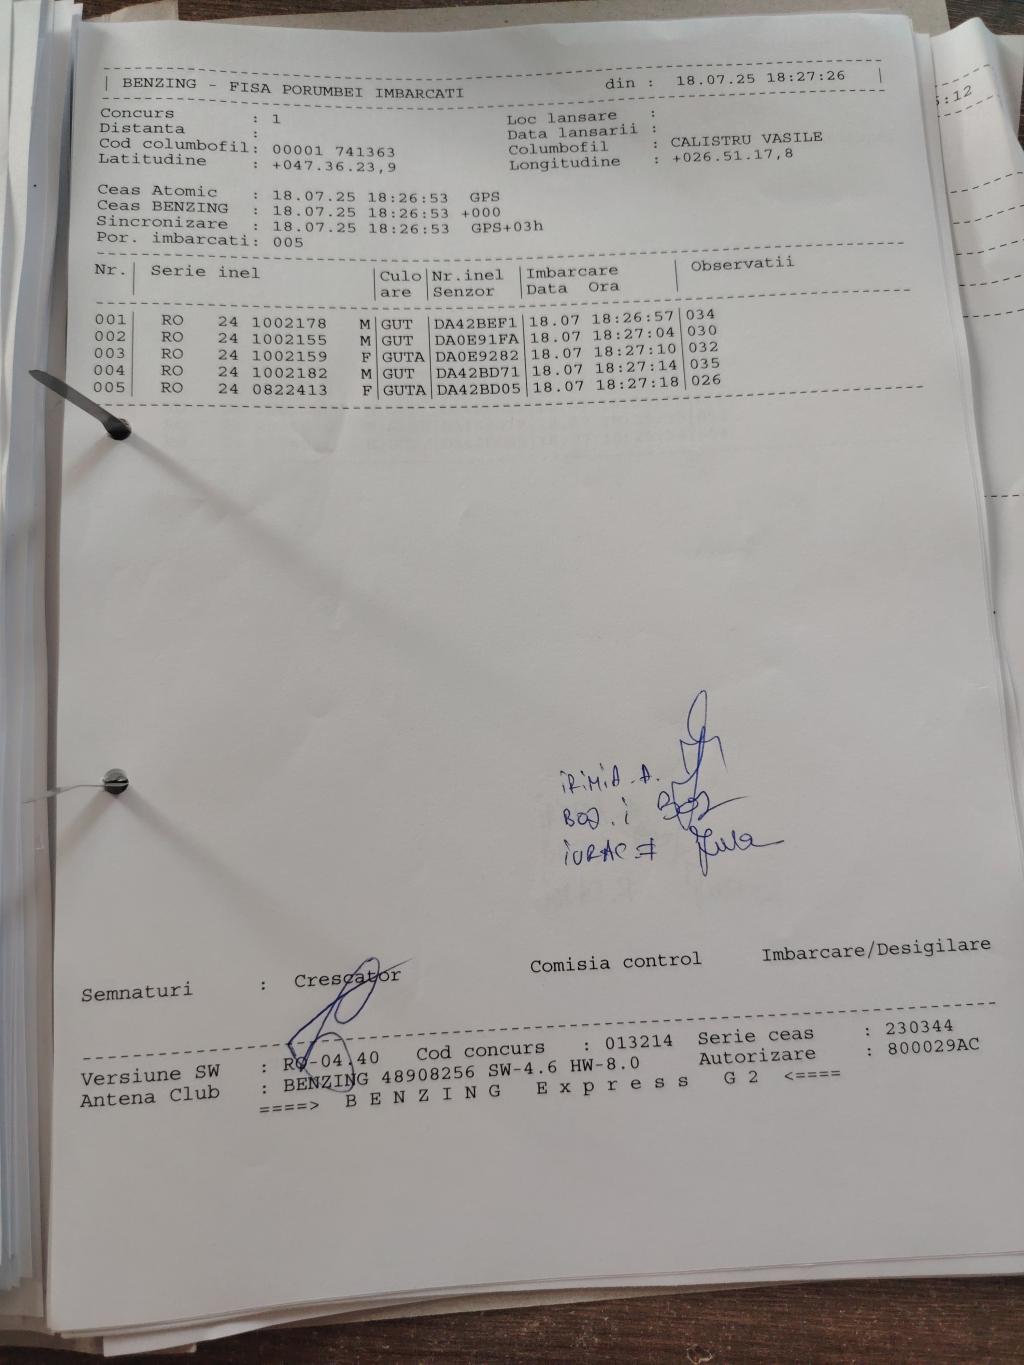 BENZING - FISA PORUMBEI IMBARCATI din : 18.07.25 18:27:26
Concurs : 1 Loc lansare :
Distanta : Data lansarii :
Cod columbofil: 00001 741363 Columbofil : CALISTRU VASILE
Latitudine : +047.36.23,9 Longitudine : +026.51.17,8
Ceas Atomic : 18.07.25 18:26:53 GPS
Ceas BENZING : 18.07.25 18:26:53 +000
Sincronizare : 18.07.25 18:26:53 GPS+03h
Por. imbarcati: 005
Nr. Serie inel Culo Nr.inel Imbarcare Observatii
are Senzor Data Ora
001 RO 24 1002178 M GUT DA42BEF1 18.07 18:26:57 034
002 RO 24 1002155 M GUT DA0E91FA 18.07 18:27:04 030
003 RO 24 1002159 F GUTA DA0E9282 18.07 18:27:10 032
004 RO 24 1002182 M GUT DA42BD71 18.07 18:27:14 035
005 RO 24 0822413 F GUTA DA42BD05 18.07 18:27:18 026
iRiMiA.A.
iURAC
Semnaturi : Crescator Comisia control Imbarcare/Desigilare
Versiune SW : RO-04.40 Cod concurs : 013214 Serie ceas : 230344
Antena Club : BENZING 48908256 SW-4.6 HW-8.0 Autorizare : 800029AC
====> B E N Z I N G E x p r e s s G 2 <====